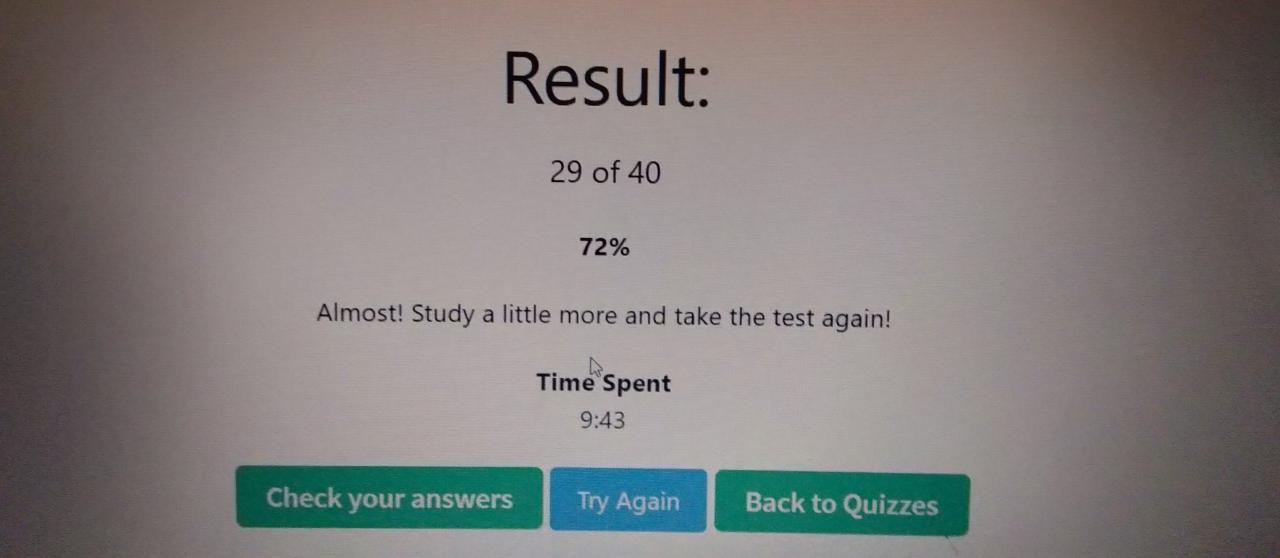 Result:
29 of 40
72%
Almost! Study a little more and take the test again!
Time Spent
9:43
Check your answers
Try Again
Back to Quizzes